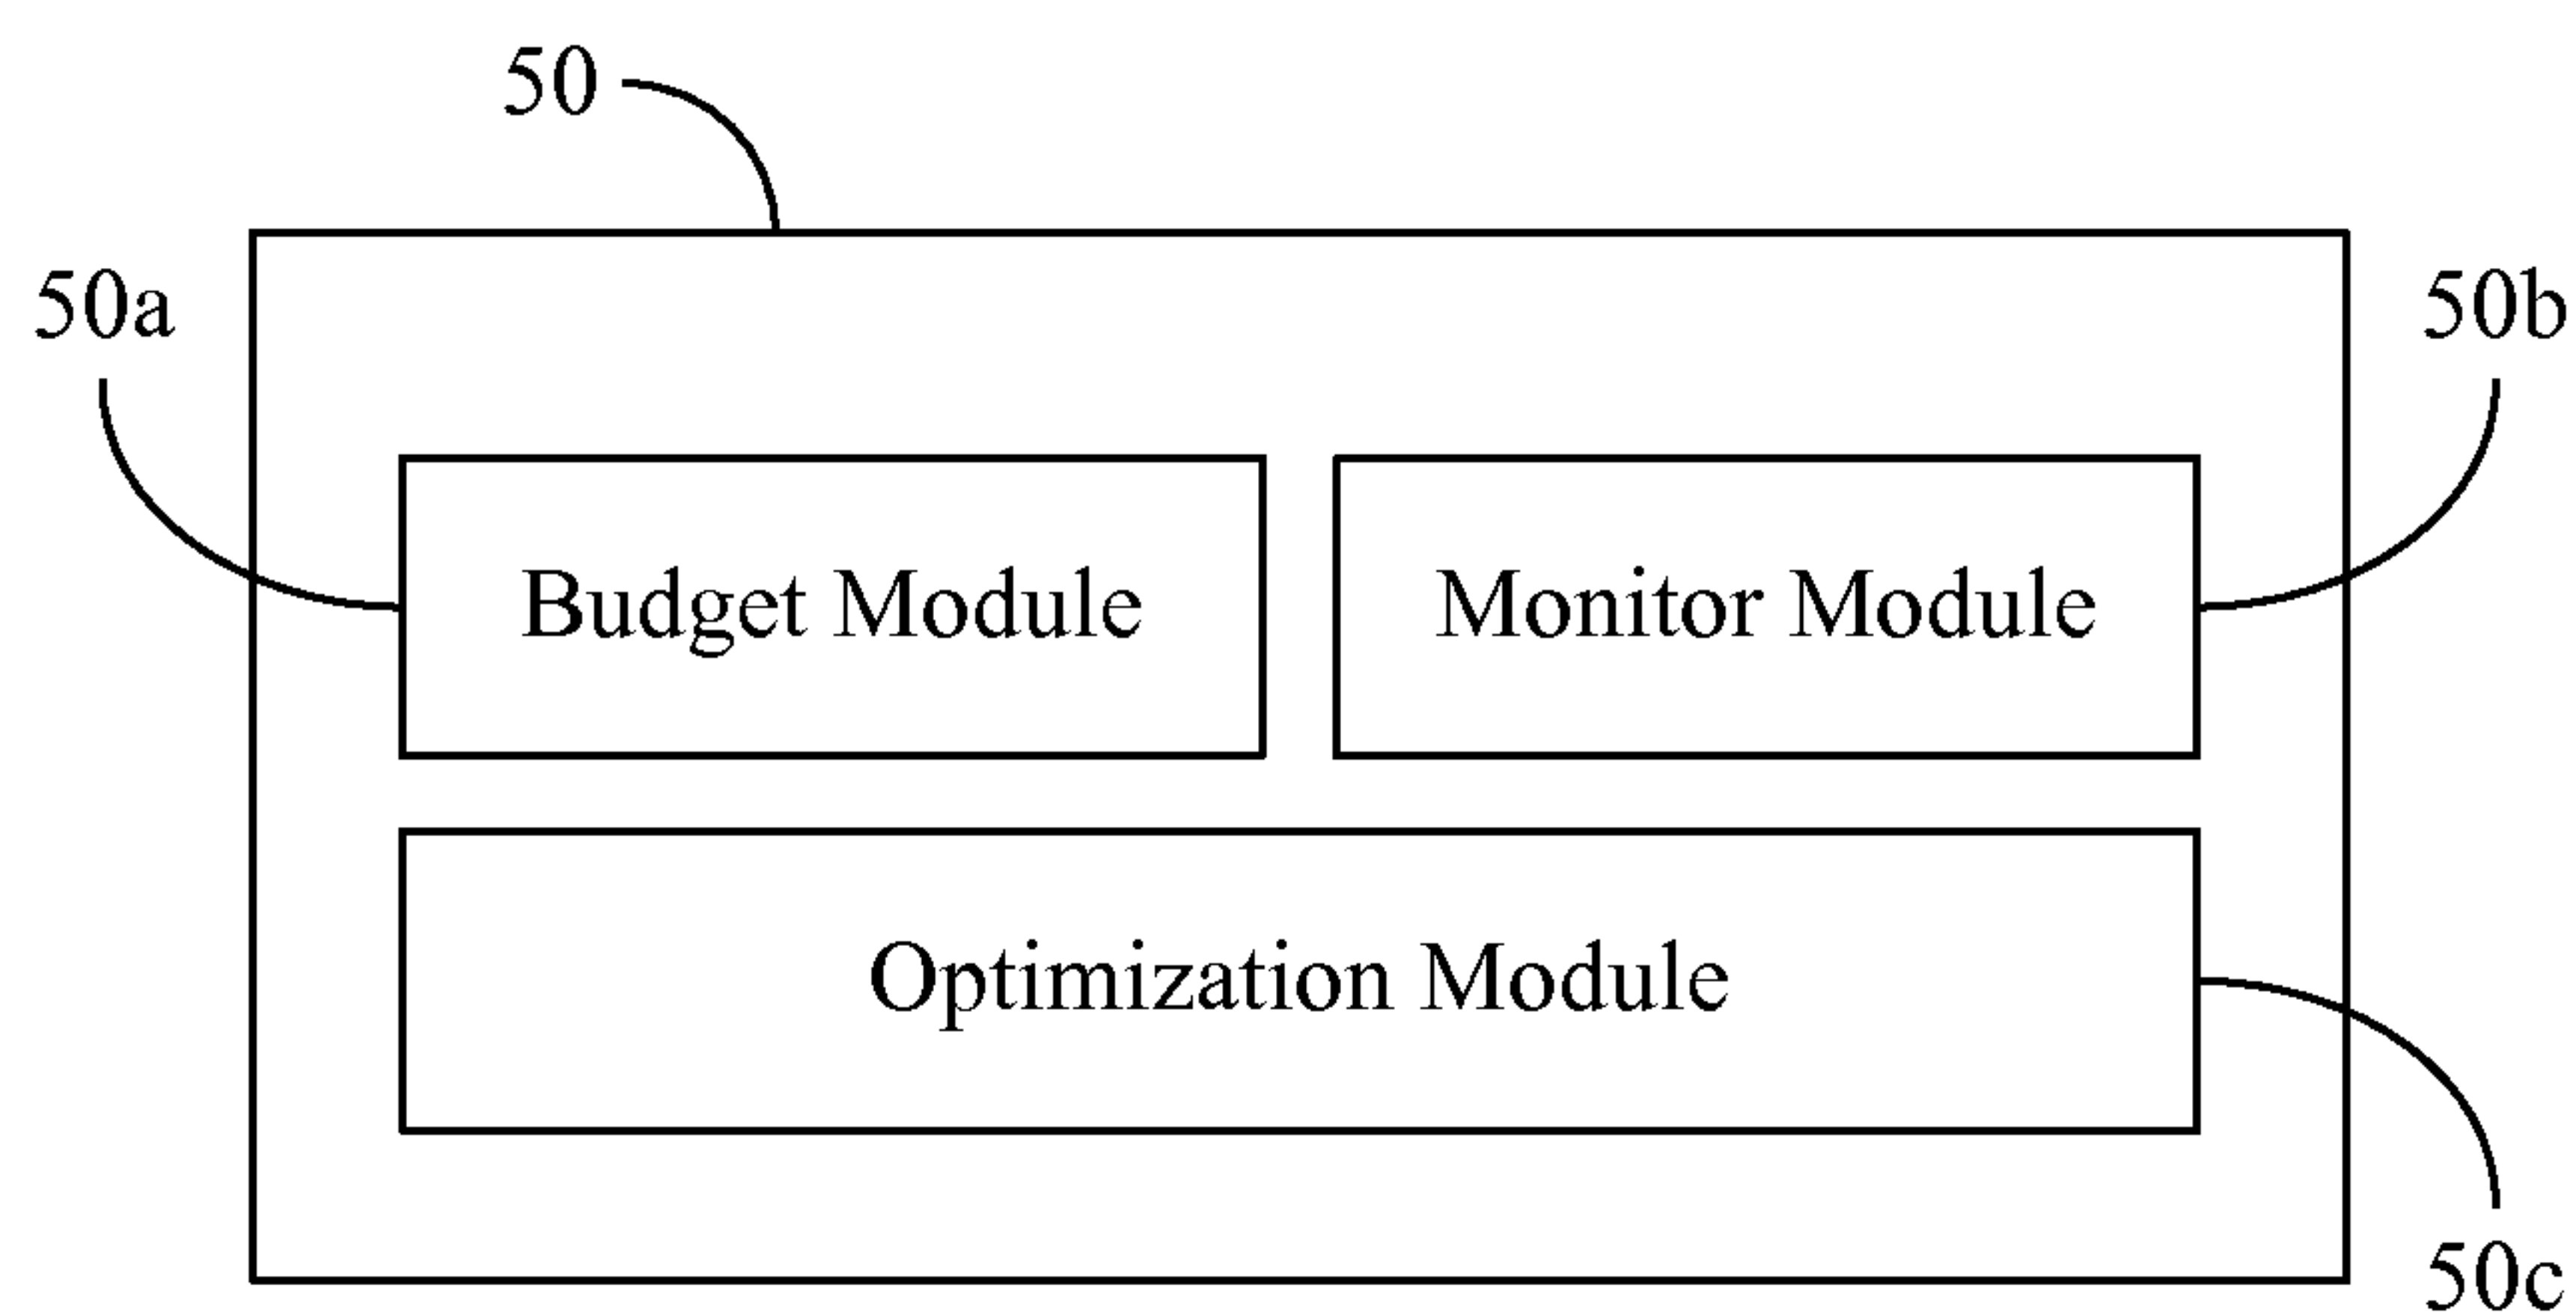 50
50a
50b
Budget Module
Monitor Module
Optimization Module
50c